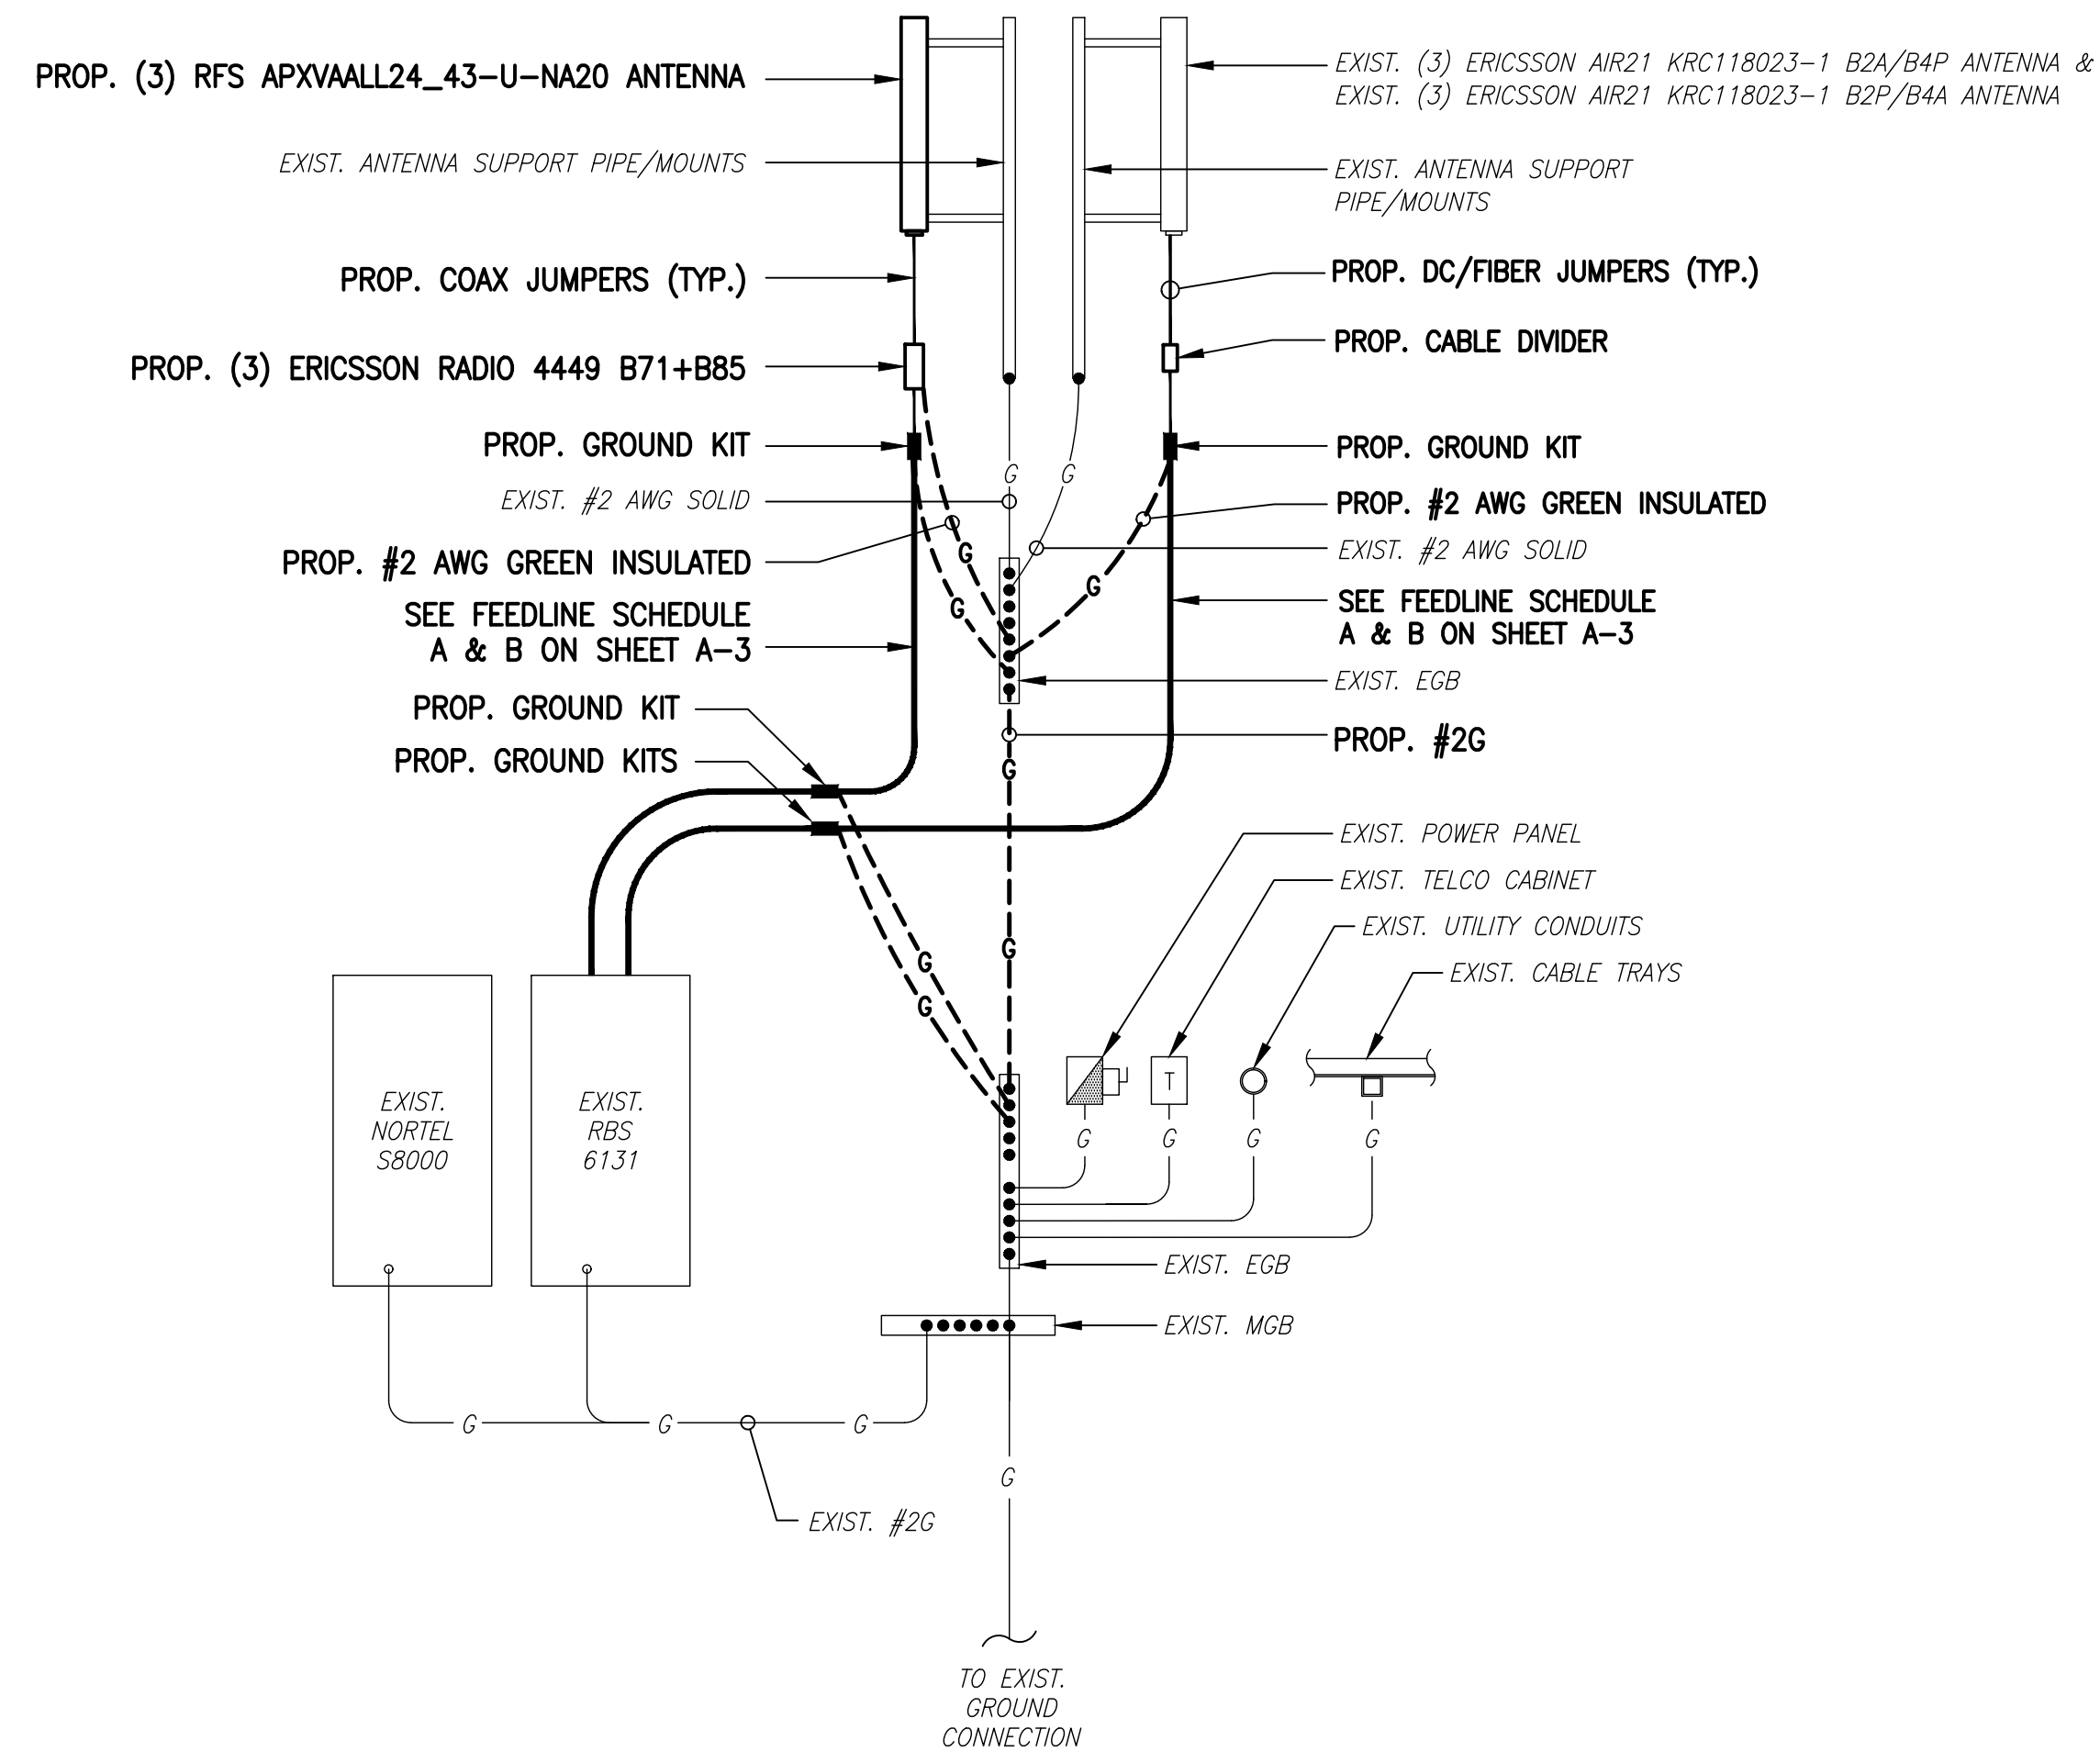 PROP. (3) RFS APXVAALL24_43-U-NA20 ANTENNA
EXIST. ANTENNA SUPPORT PIPE/MOUNTS
PROP. COAX JUMPERS (TYP.)
PROP. (3) ERICSSON RADIO 4449 B71+B85
PROP. GROUND KIT
EXIST. #2 AWG SOLID
PROP. #2 AWG GREEN INSULATED
SEE FEEDLINE SCHEDULE
A & B ON SHEET A-3
PROP. GROUND KIT
PROP. GROUND KITS
EXIST. (3) ERICSSON AIR21 KRC118023-1 B2A/B4P ANTENNA &
EXIST. (3) ERICSSON AIR21 KRC118023-1 B2P/B4A ANTENNA
EXIST. ANTENNA SUPPORT
PIPE/MOUNTS
PROP. DC/FIBER JUMPERS (TYP.)
PROP. CABLE DIVIDER
PROP. GROUND KIT
PROP. #2 AWG GREEN INSULATED
EXIST. #2 AWG SOLID
SEE FEEDLINE SCHEDULE
A & B ON SHEET A-3
EXIST. EGB
PROP. #2G
G
G
G
G
G
G
G
G
G
EXIST. POWER PANEL
EXIST. TELCO CABINET
EXIST. UTILITY CONDUITS
EXIST. CABLE TRAYS
T
G
G
G
G
EXIST.
NORTEL
S8000
EXIST.
RBS
6131
EXIST. EGB
EXIST. MGB
G
G
G
G
EXIST. #2G
TO EXIST.
GROUND
CONNECTION